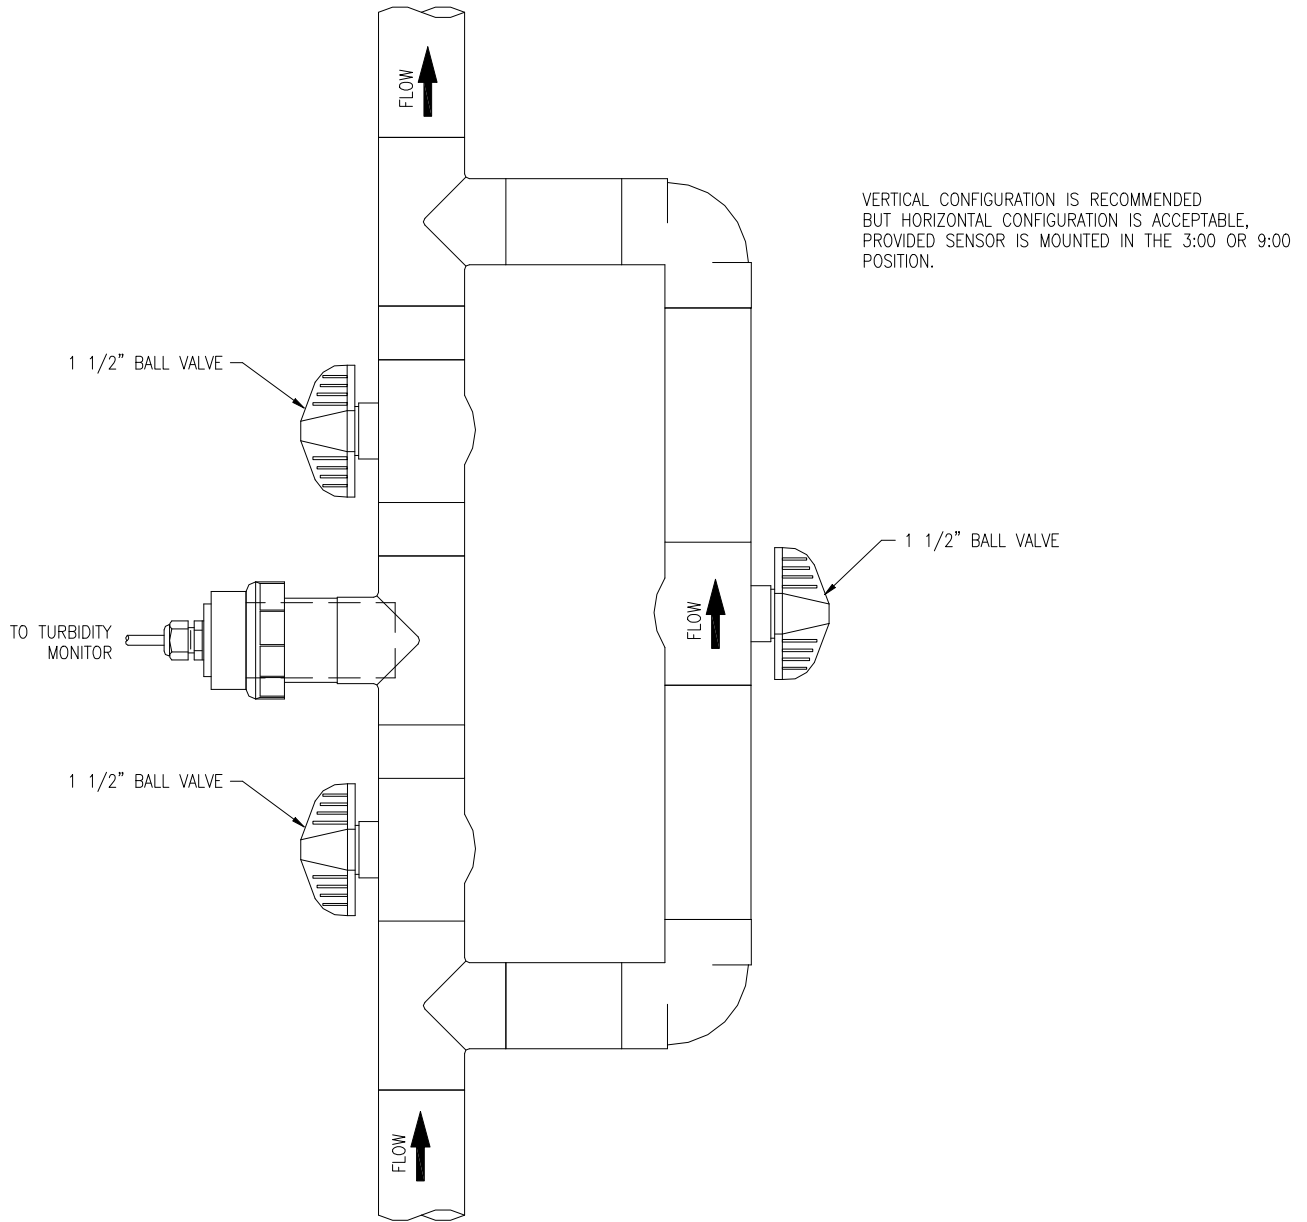 FLOW
VERTICAL CONFIGURATION IS RECOMMENDED
BUT HORIZONTAL CONFIGURATION IS ACCEPTABLE,
PROVIDED SENSOR IS MOUNTED IN THE 3:00 OR 9:00
POSITION.
1 1/2" BALL VALVE
1 1/2" BALL VALVE
FLOW
TO TURBIDITY
MONITOR
1 1/2" BALL VALVE
FLOW